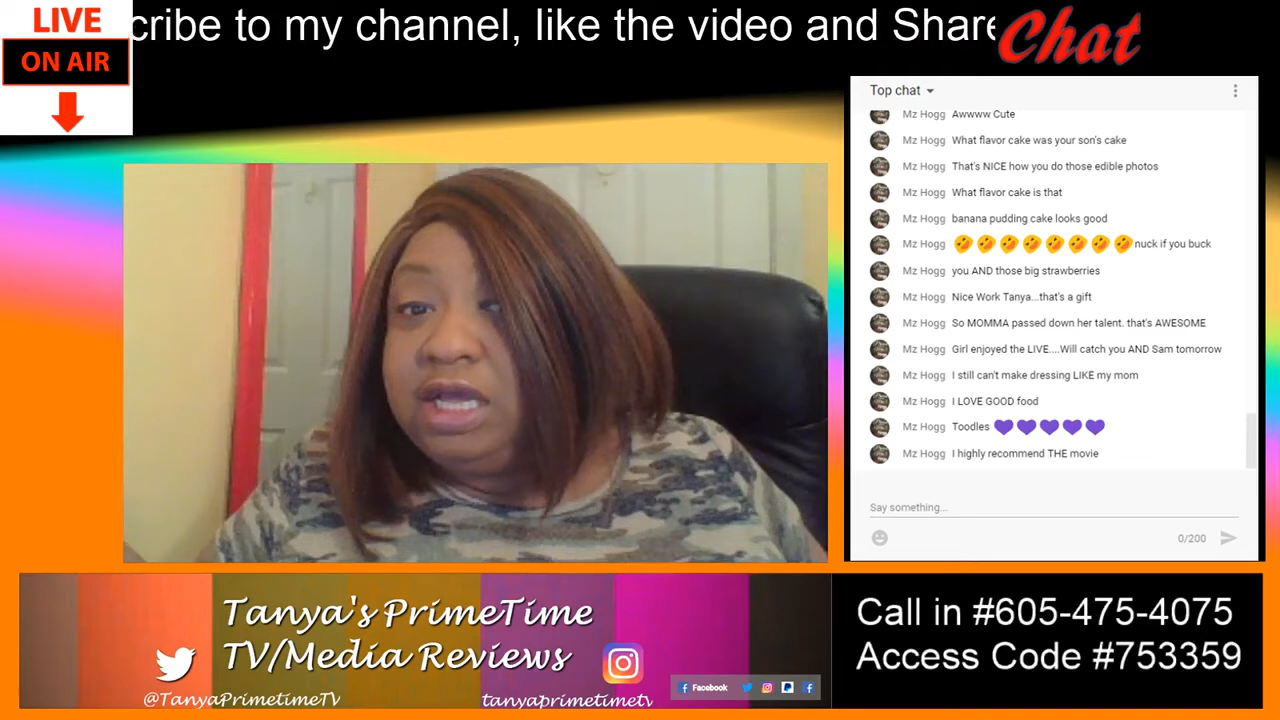 LIVE
ON AIR
cribe to my channel, like the video and Share
Chat
Top chat
Mz Hogg Awwww Cute
Mz Hogg What flavor cake was your son's cake
Mz Hogg That's NICE how you do those edible photos
Mz Hogg What flavor cake is that
Mz Hogg banana pudding cake looks good
Mz Hogg 🤣🤣🤣🤣🤣🤣🤣🤣nuck if you buck
Mz Hogg you AND those big strawberries
Mz Hogg Nice Work Tanya...that's a gift
Mz Hogg So MOMMA passed down her talent. that's AWESOME
Mz Hogg Girl enjoyed the LIVE....Will catch you AND Sam tomorrow
Mz Hogg I still can't make dressing LIKE my mom
Mz Hogg I LOVE GOOD food
Mz Hogg Toodles 💜💜💜💜💜
Mz Hogg I highly recommend THE movie
Say something...
0/200
Tanya's PrimeTime
TV/Media Reviews
@TanyaPrimetimeTV
tanyaprimetimetv
Facebook
Call in #605-475-4075
Access Code #753359